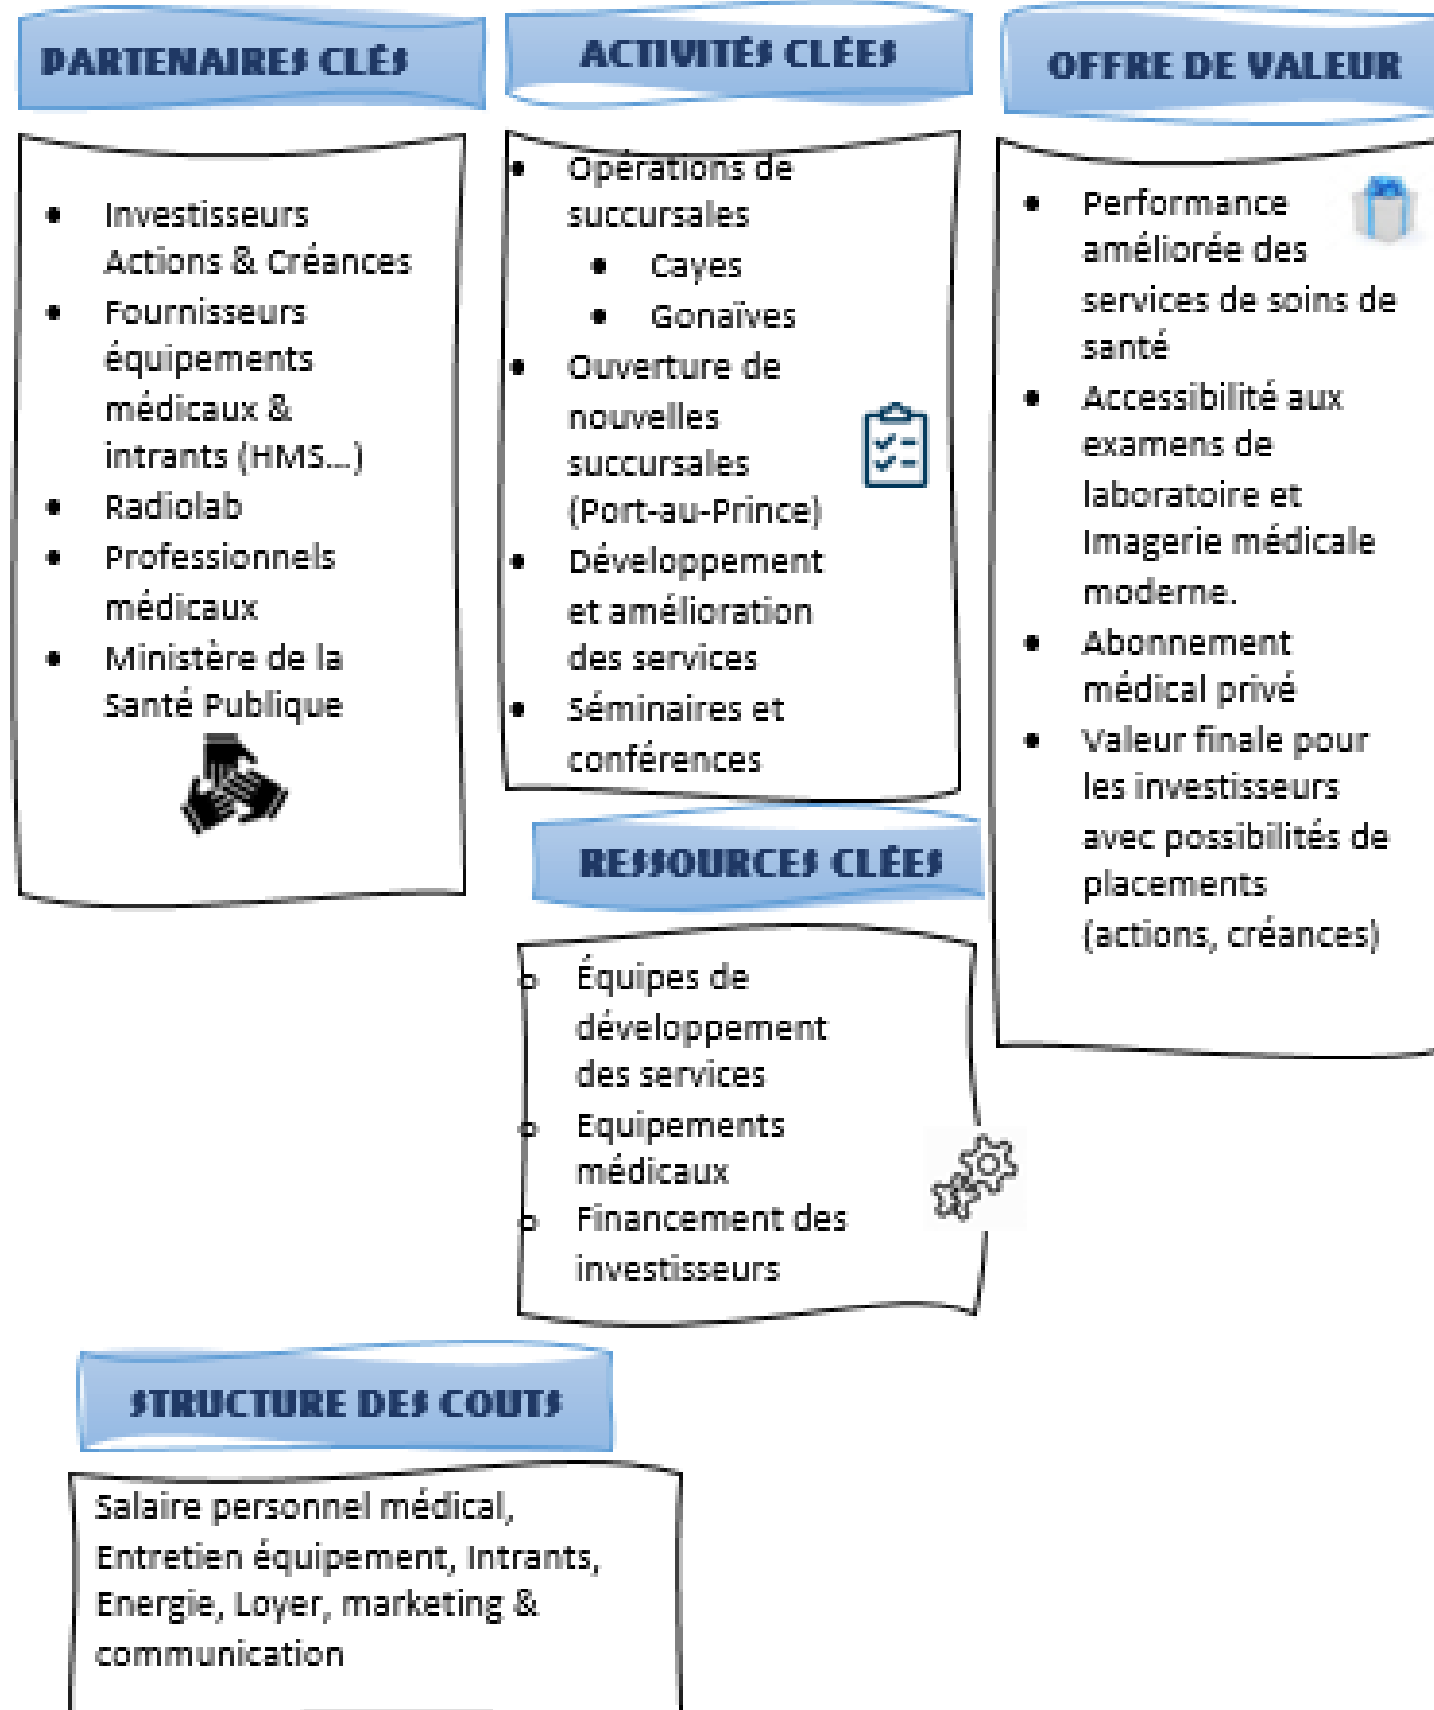 PARTENAIRES CLÉS
Investisseurs
Actions & Créances
Fournisseurs
équipements
médicaux &
intrants (HMS...)
Radiolab
Professionnels
médicaux
Ministère de la
Santé Publique
ACTIVITÉS CLÉES
Opérations de
succursales
Cayes
Gonaïves
Ouverture de
nouvelles
succursales
(Port-au-Prince)
Développement
et amélioration
des services
Séminaires et
conférences
RESSOURCES CLÉES
Équipes de
développement
des services
Equipements
médicaux
Financement des
investisseurs
OFFRE DE VALEUR
Performance
améliorée des
services de soins de
santé
Accessibilité aux
examens de
laboratoire et
Imagerie médicale
moderne.
Abonnement
médical privé
Valeur finale pour
les investisseurs
avec possibilités de
placements
(actions, créances)
STRUCTURE DES COUTS
Salaire personnel médical,
Entretien équipement, Intrants,
Energie, Loyer, marketing &
communication